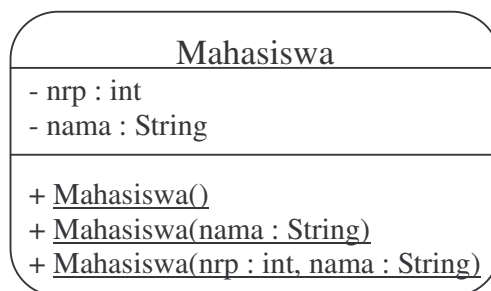 Mahasiswa
- nrp : int
- nama : String
+ Mahasiswa()
+ Mahasiswa(nama : String)
+ Mahasiswa(nrp : int, nama : String)